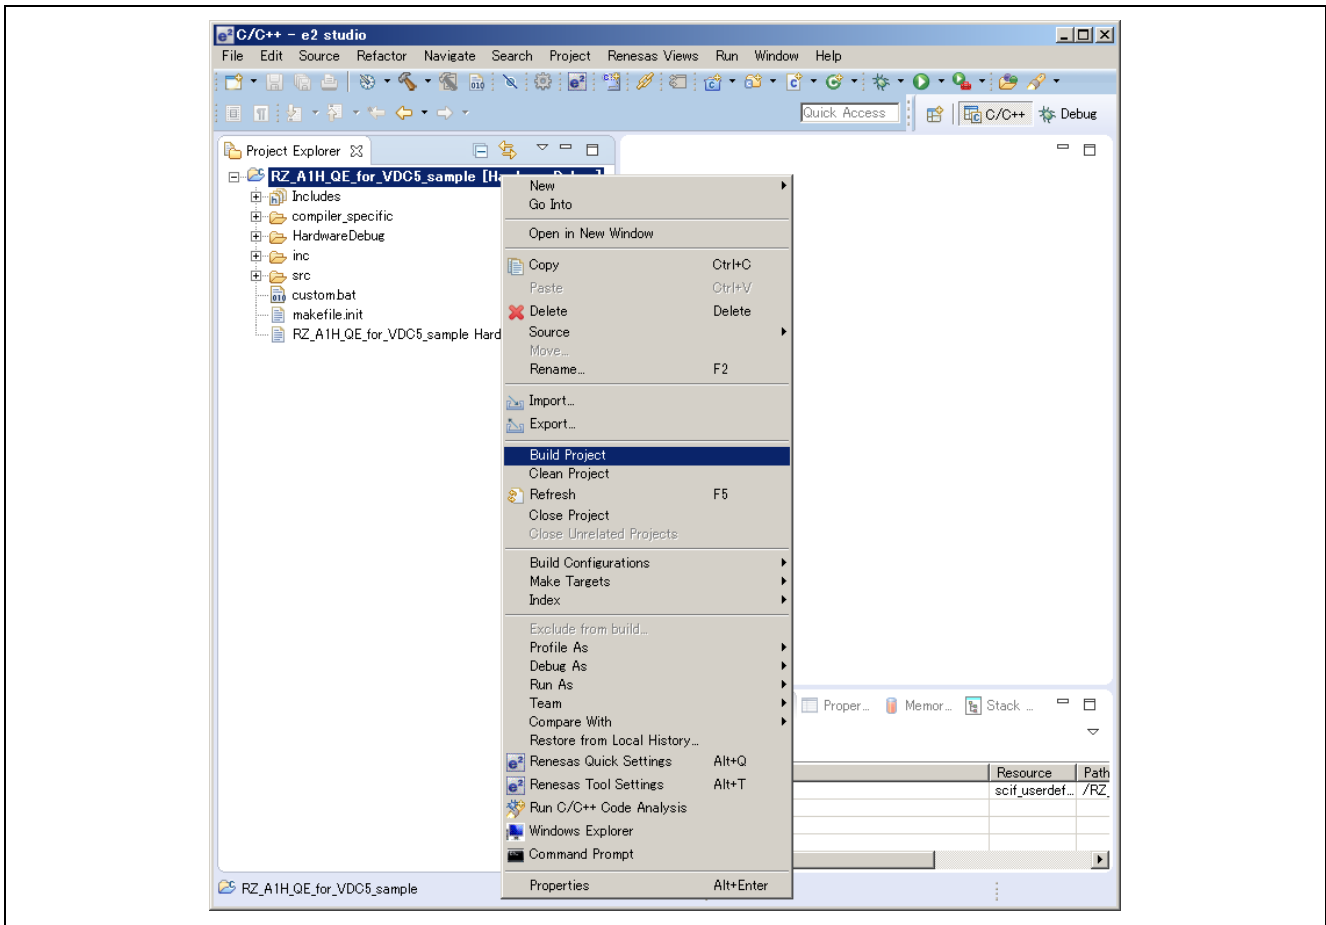 C/C++ - e2 studio
File Edit Source Refactor Navigate Search Project Renesas Views Run Window Help
Quick Access C/C++ Debug
Project Explorer
RZ_A1H_QE_for_VDC5_sample
Includes
compiler_specific
HardwareDebug
inc
src
custom.bat
makefile.init
RZ_A1H_QE_for_VDC5_sample Hard
New
Go Into
Open in New Window
Copy Ctrl+C
Paste Ctrl+V
Delete Delete
Source
Move...
Rename... F2
Import...
Export...
Build Project
Clean Project
Refresh F5
Close Project
Close Unrelated Projects
Build Configurations
Make Targets
Index
Exclude from build...
Profile As
Debug As
Run As
Team
Compare With
Restore from Local History...
Renesas Quick Settings Alt+Q
Renesas Tool Settings Alt+T
Run C/C++ Code Analysis
Windows Explorer
Command Prompt
Properties Alt+Enter
Proper... Memor... Stack ...
Resource Path
scif_userdef... /RZ_
RZ_A1H_QE_for_VDC5_sample